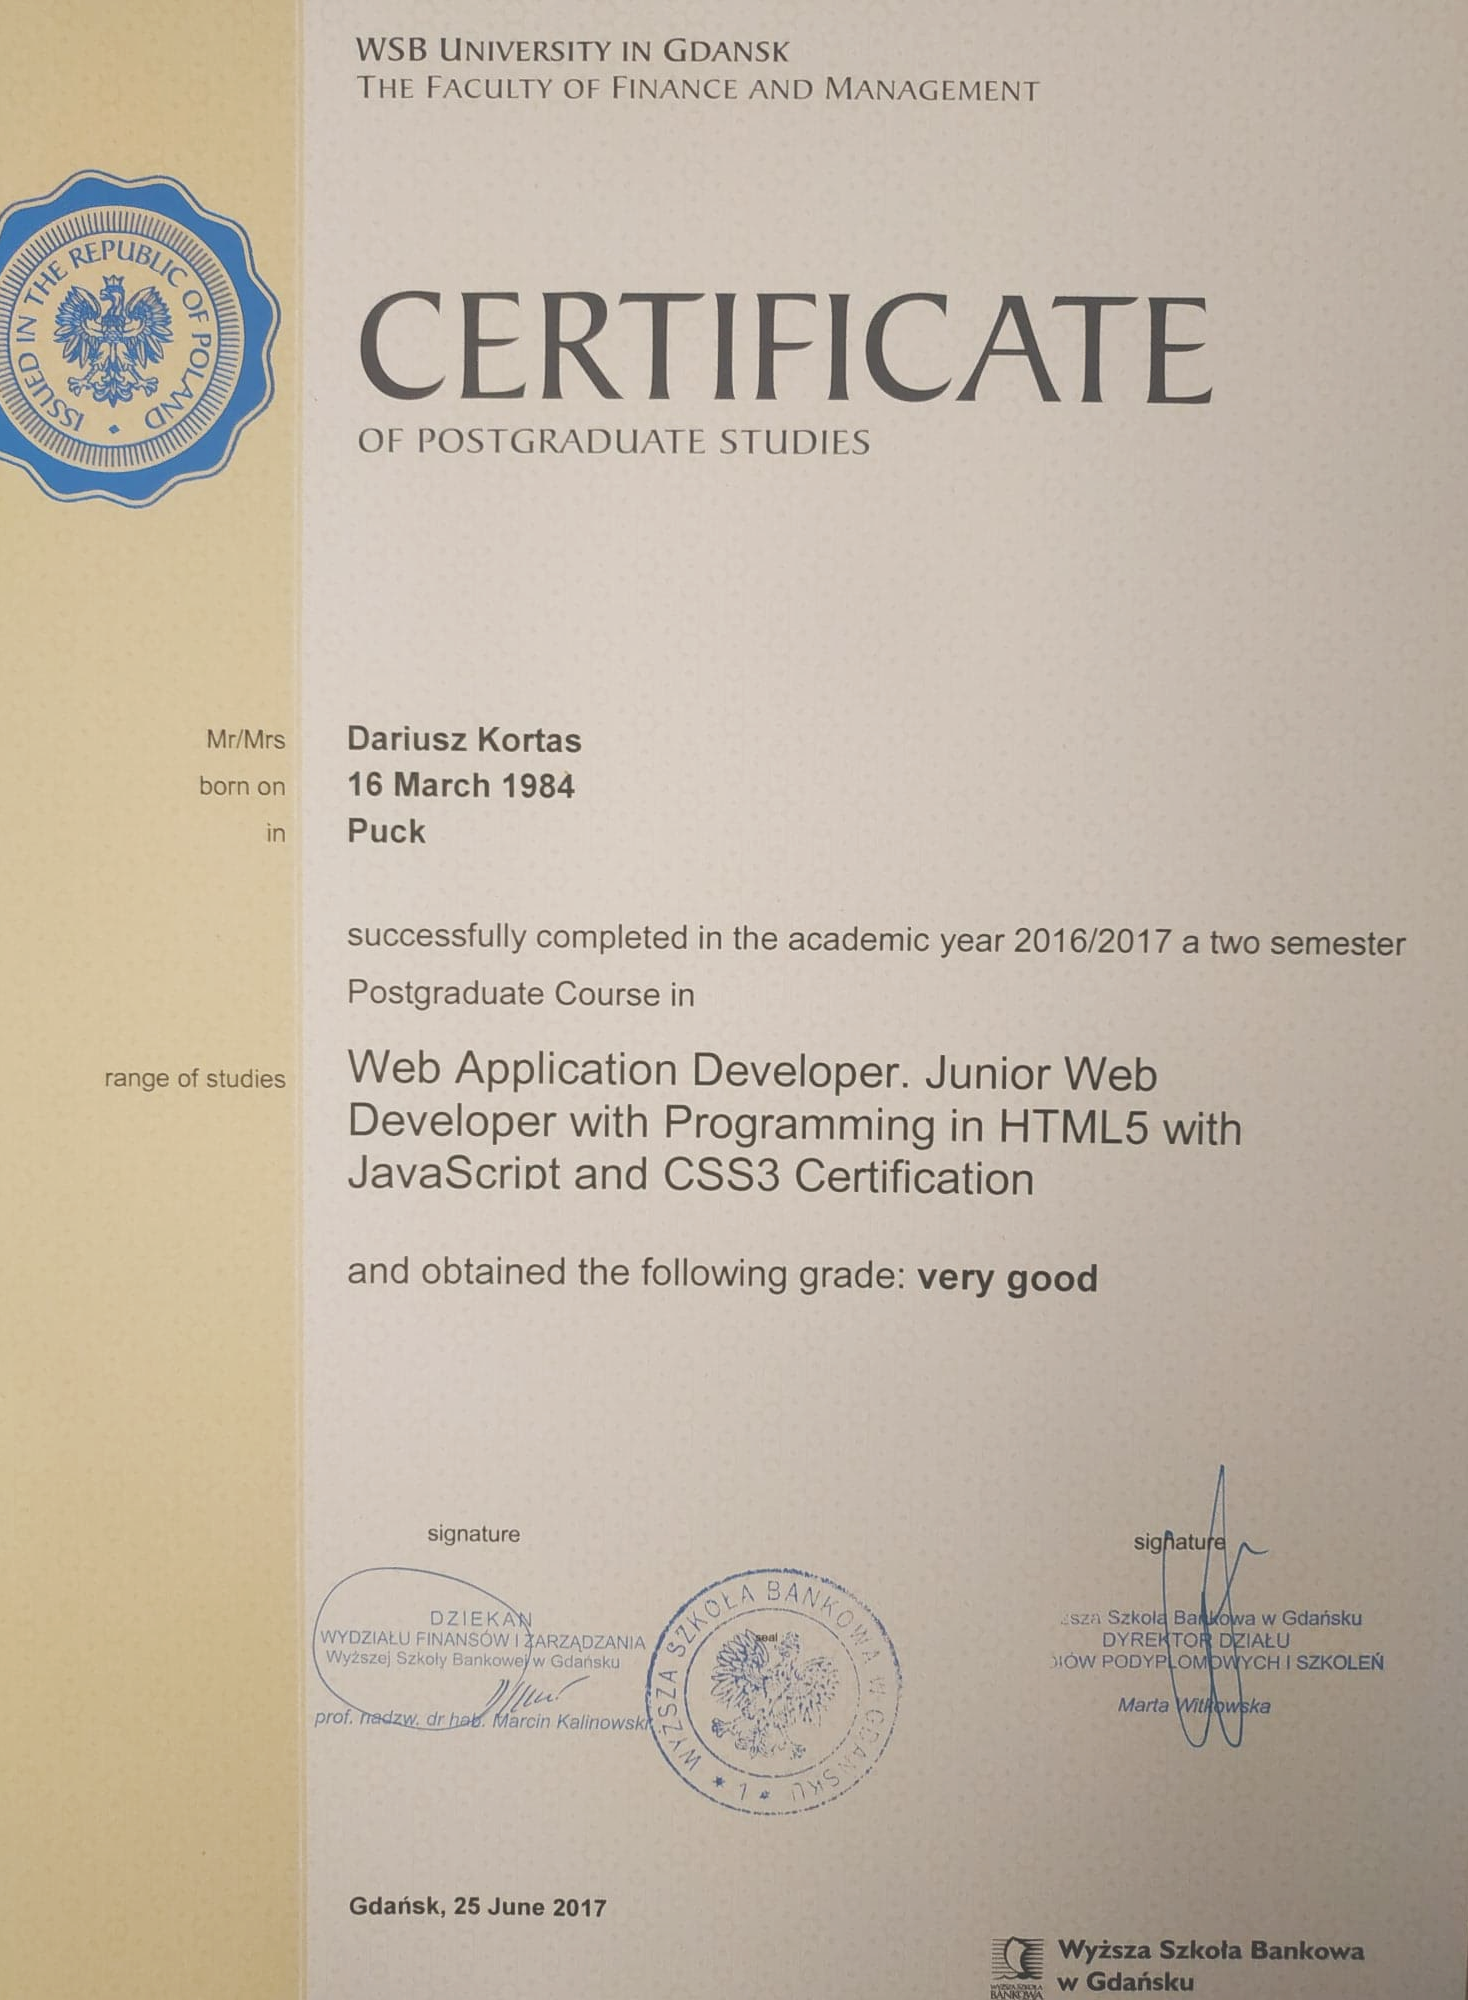 WSB UNIVERSITY IN GDANSK
THE FACULTY OF FINANCE AND MANAGEMENT
ISSUED IN THE REPUBLIC OF POLAND
CERTIFICATE
OF POSTGRADUATE STUDIES
Mr/Mrs Dariusz Kortas
born on 16 March 1984
in Puck
successfully completed in the academic year 2016/2017 a two semester
Postgraduate Course in
range of studies Web Application Developer. Junior Web
Developer with Programming in HTML5 with
JavaScript and CSS3 Certification
and obtained the following grade: very good
signature
DZIEKAN
WYDZIAŁU FINANSÓW I ZARZĄDZANIA
Wyższej Szkoły Bankowej w Gdańsku
prof. nadzw. dr hab. Marcin Kalinowski
WYŻSZA SZKOŁA BANKOWA W GDAŃSKU * 1 *
seal
signature
Szkoła Bankowa w Gdańsku
DYREKTOR DZIAŁU
PODYPLOMOWYCH I SZKOLEŃ
Marta Witkowska
Gdańsk, 25 June 2017
Wyższa Szkoła Bankowa
w Gdańsku
WYŻSZA SZKOŁA
BANKOWA